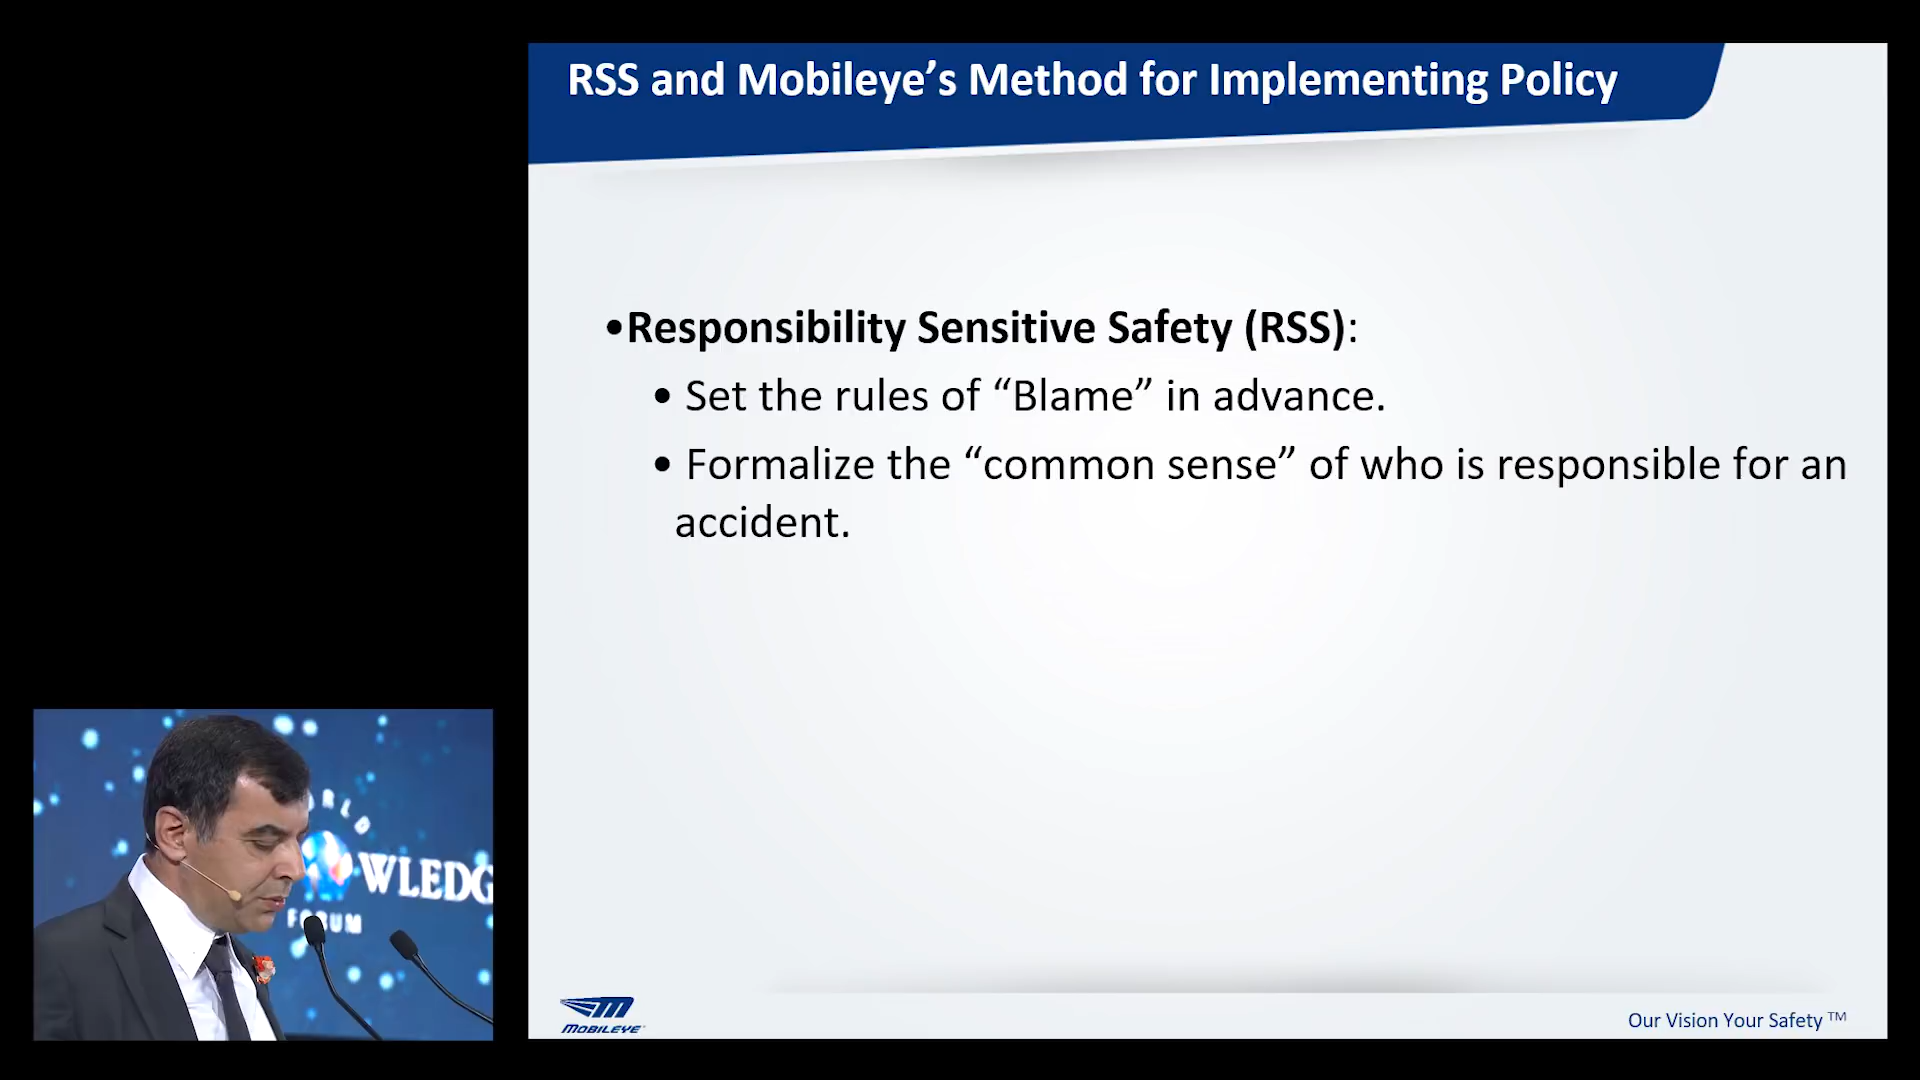 RSS and Mobileye’s Method for Implementing Policy
•Responsibility Sensitive Safety (RSS):
• Set the rules of “Blame” in advance.
• Formalize the “common sense” of who is responsible for an
accident.
ORLD
WLEDG
FORUM
MOBILEYE
Our Vision Your Safety ™